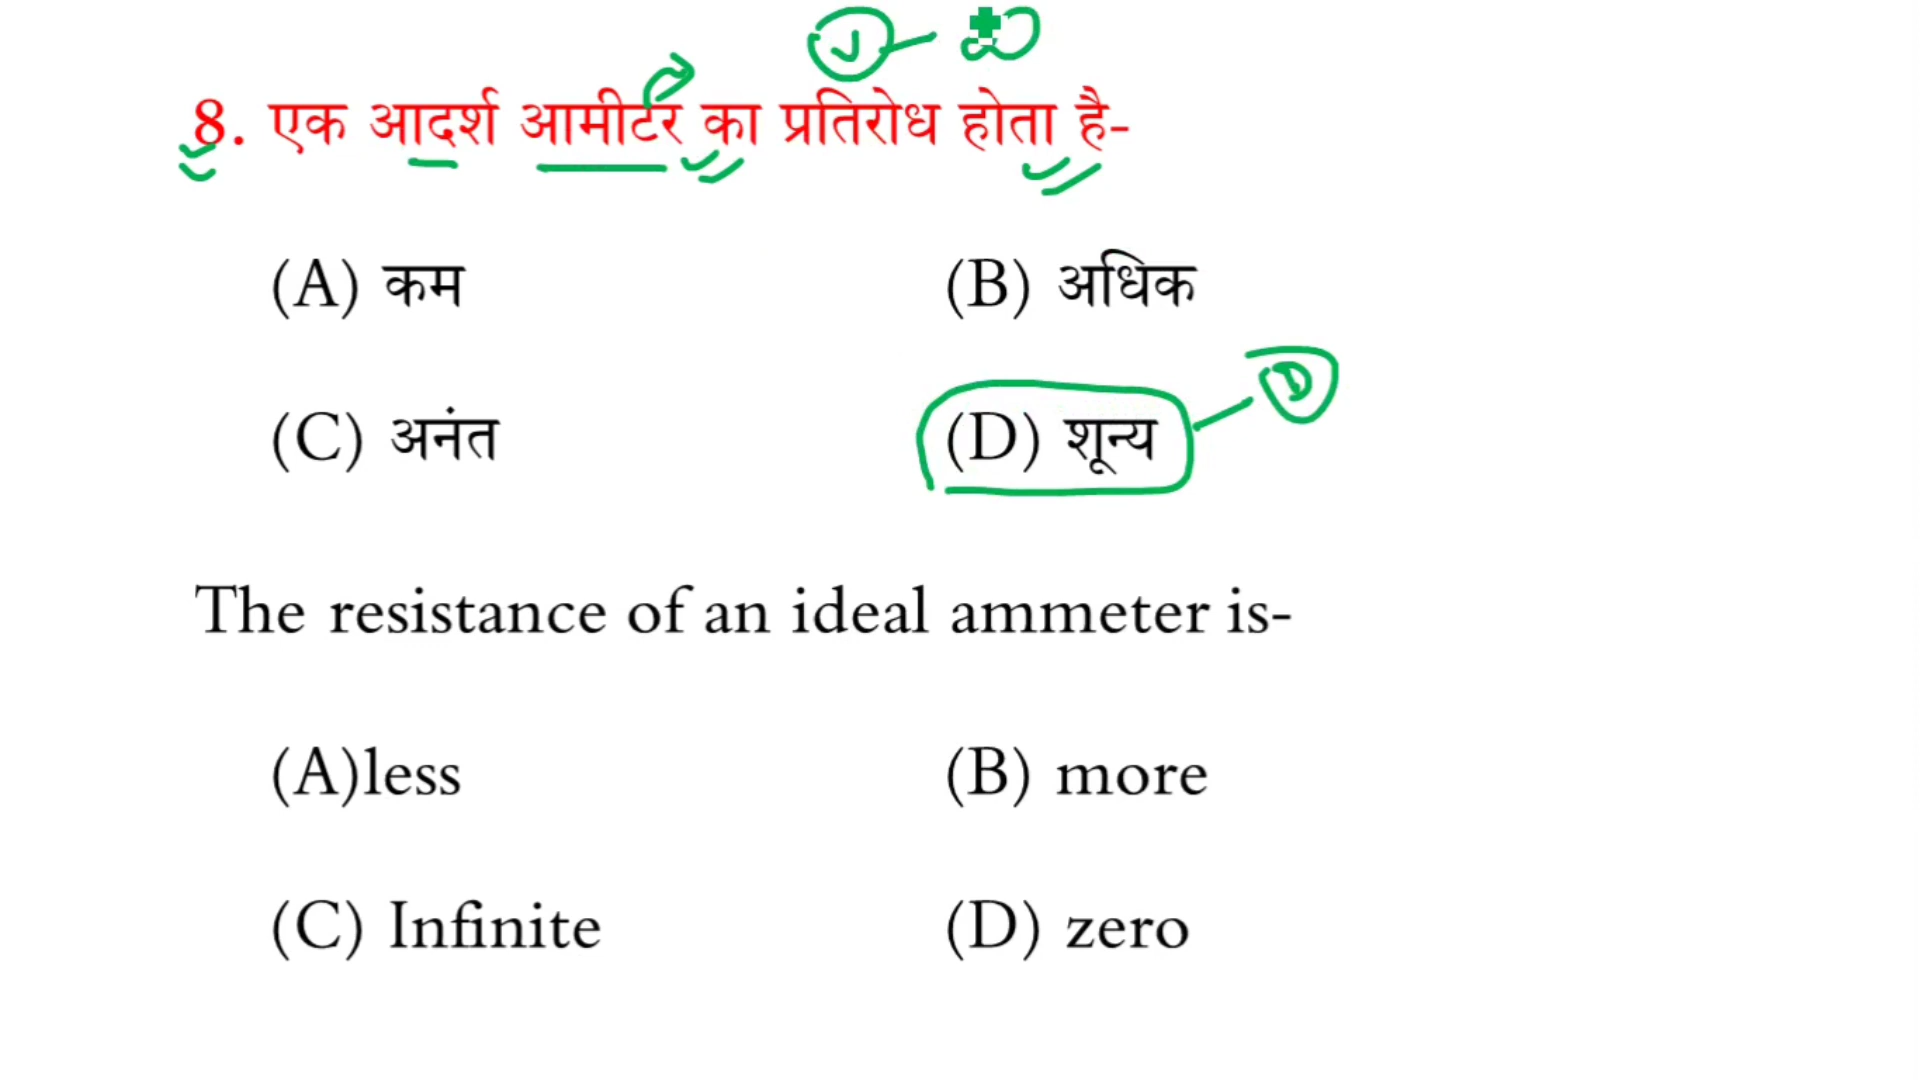 V - ∞
8. एक आदर्श आमीटर का प्रतिरोध होता है-
(A) कम (B) अधिक
(C) अनंत (D) शून्य D
The resistance of an ideal ammeter is-
(A)less (B) more
(C) Infinite (D) zero